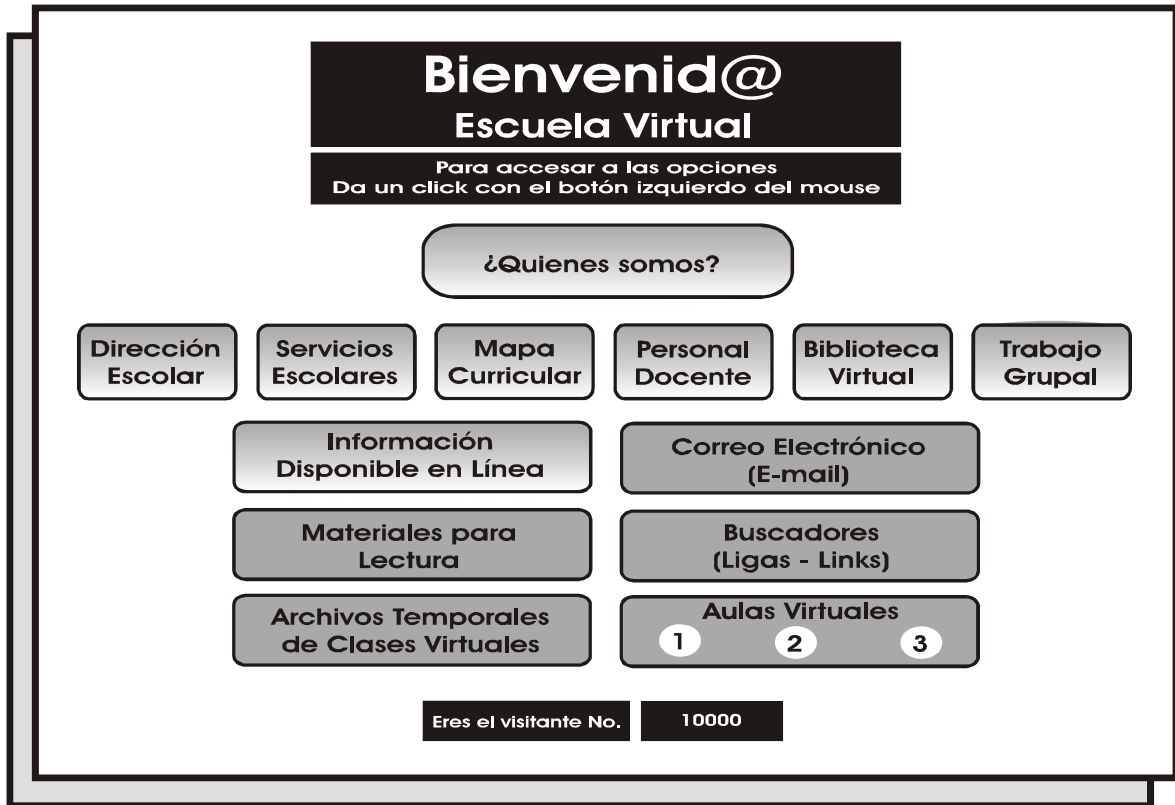 Bienvenid@
Escuela Virtual
Para accesar a las opciones
Da un click con el botón izquierdo del mouse
¿Quienes somos?
Dirección
Escolar
Servicios
Escolares
Mapa
Curricular
Personal
Docente
Biblioteca
Virtual
Trabajo
Grupal
Información
Disponible en Línea
Correo Electrónico
(E-mail)
Materiales para
Lectura
Buscadores
(Ligas - Links)
Archivos Temporales
de Clases Virtuales
Aulas Virtuales
1 2 3
Eres el visitante No. 10000